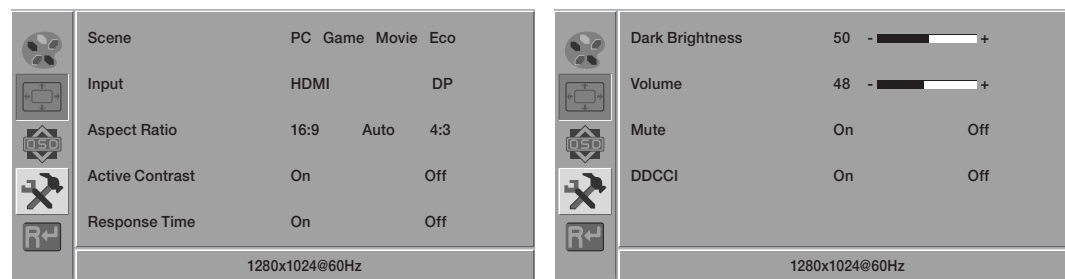 Scene PC Game Movie Eco
Input HDMI DP
Aspect Ratio 16:9 Auto 4:3
OSD
Active Contrast On Off
Response Time On Off
R
1280x1024@60Hz
Dark Brightness 50 - +
Volume 48 - +
Mute On Off
OSD
DDCCI On Off
R
1280x1024@60Hz